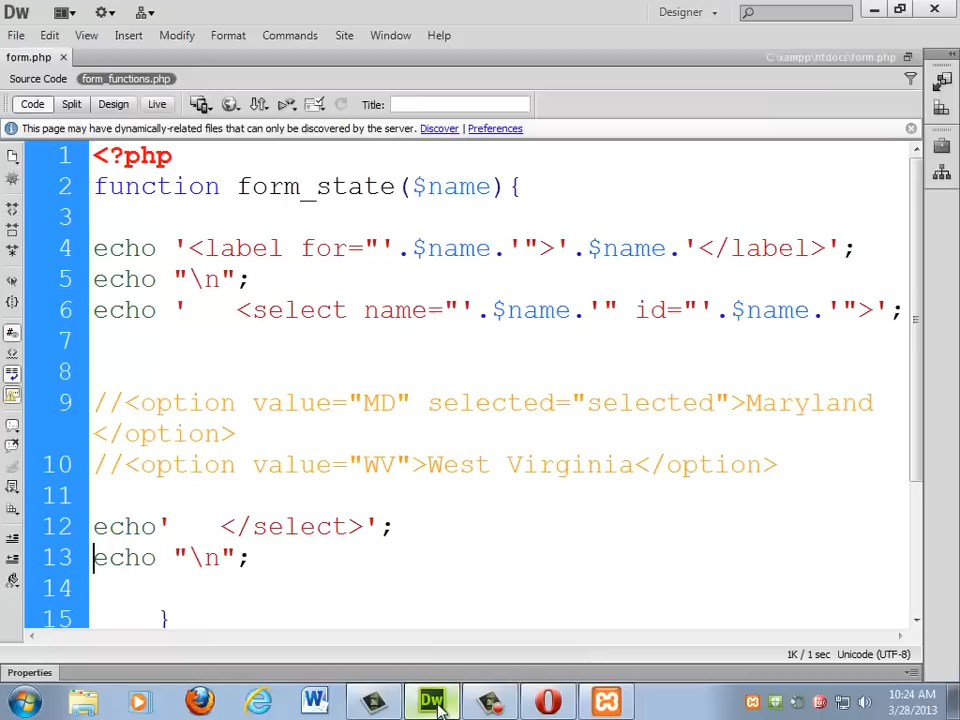 Dw
Designer
File Edit View Insert Modify Format Commands Site Window Help
form.php
C:\xampp\htdocs\form.php
Source Code form_functions.php
Code Split Design Live Title:
This page may have dynamically-related files that can only be discovered by the server. Discover | Preferences
1 <?php
2 function form_state($name){
3
4 echo '<label for="'.$name.'">'.$name.'</label>';
5 echo "\n";
6 echo '   <select name="'.$name.'" id="'.$name.'">';
7
8
9 //<option value="MD" selected="selected">Maryland
</option>
10 //<option value="WV">West Virginia</option>
11
12 echo'   </select>';
13 echo "\n";
14
15 }
1K / 1 sec Unicode (UTF-8)
Properties
W Dw
10:24 AM
3/28/2013